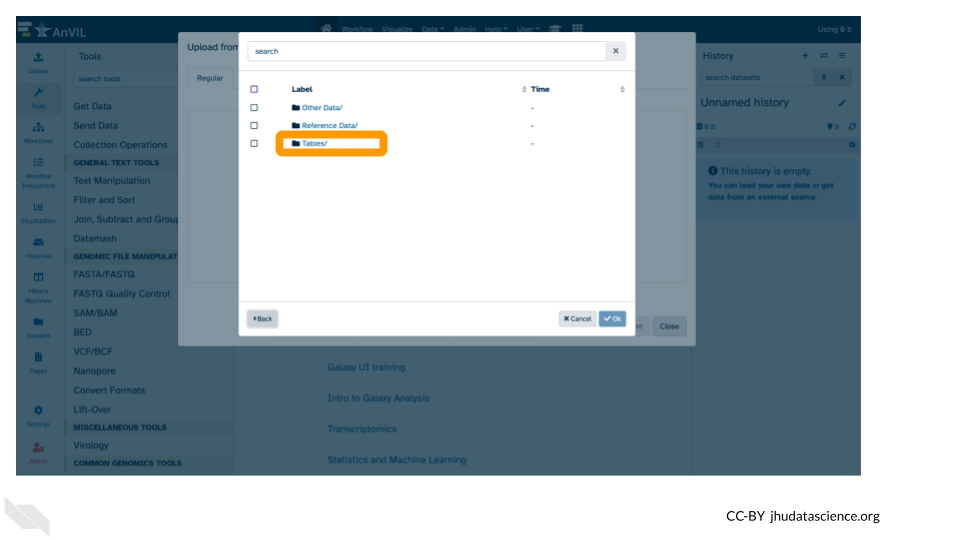 AnVIL
Workflow Visualize Data Admin Help User
Using 0 b
Upload
Tools
Workflows
Workflow Invocations
Visualization
Histories
History Multiview
Datasets
Pages
Settings
Admin
Tools
search tools
Get Data
Send Data
Collection Operations
GENERAL TEXT TOOLS
Text Manipulation
Filter and Sort
Join, Subtract and Group
Datamash
GENOMIC FILE MANIPULAT
FASTA/FASTQ
FASTQ Quality Control
SAM/BAM
BED
VCF/BCF
Nanopore
Convert Formats
Lift-Over
MISCELLANEOUS TOOLS
Virology
COMMON GENOMICS TOOLS
Upload from
Regular
search
x
Label Time
Other Data/ -
Reference Data/ -
Tables/ -
Back
Cancel
Ok
Close
Galaxy UI training
Intro to Galaxy Analysis
Transcriptomics
Statistics and Machine Learning
History
search datasets
Unnamed history
This history is empty.
You can load your own data or get
data from an external source.
CC-BY jhudatascience.org